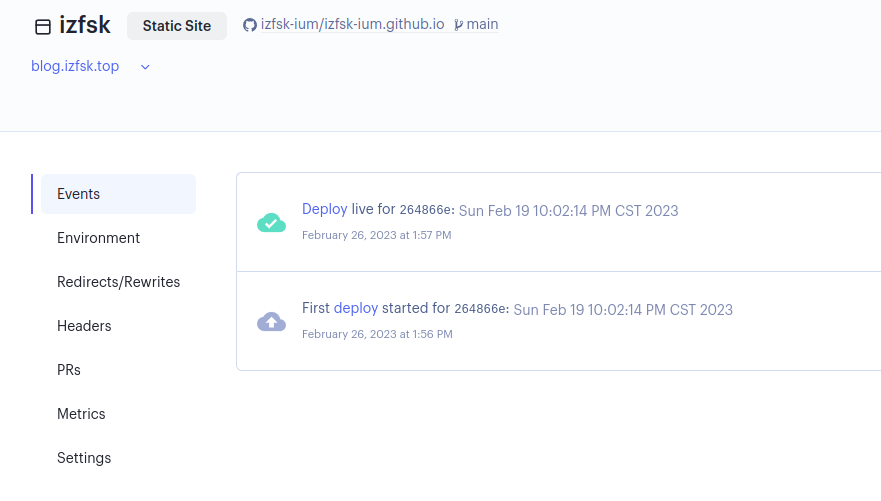 izfsk Static Site izfsk-ium/izfsk-ium.github.io main
blog.izfsk.top
Events
Environment
Redirects/Rewrites
Headers
PRs
Metrics
Settings
Deploy live for 264866e: Sun Feb 19 10:02:14 PM CST 2023
February 26, 2023 at 1:57 PM
First deploy started for 264866e: Sun Feb 19 10:02:14 PM CST 2023
February 26, 2023 at 1:56 PM